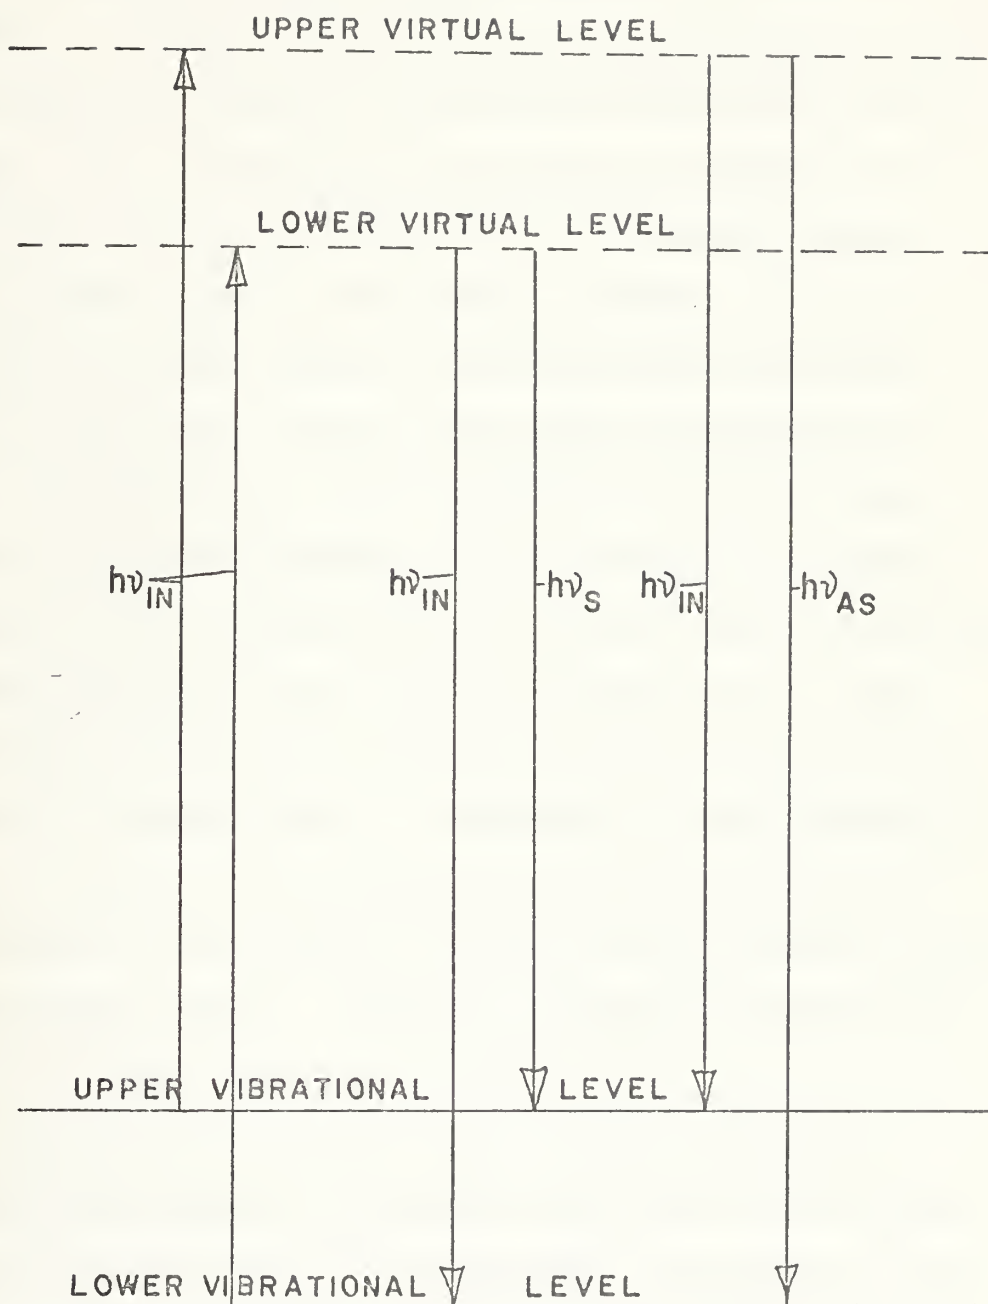 UPPER VIRTUAL LEVEL
LOWER VIRTUAL LEVEL
hν_IN hν_IN hν_S hν_IN hν_AS
UPPER VIBRATIONAL LEVEL
LOWER VIBRATIONAL LEVEL